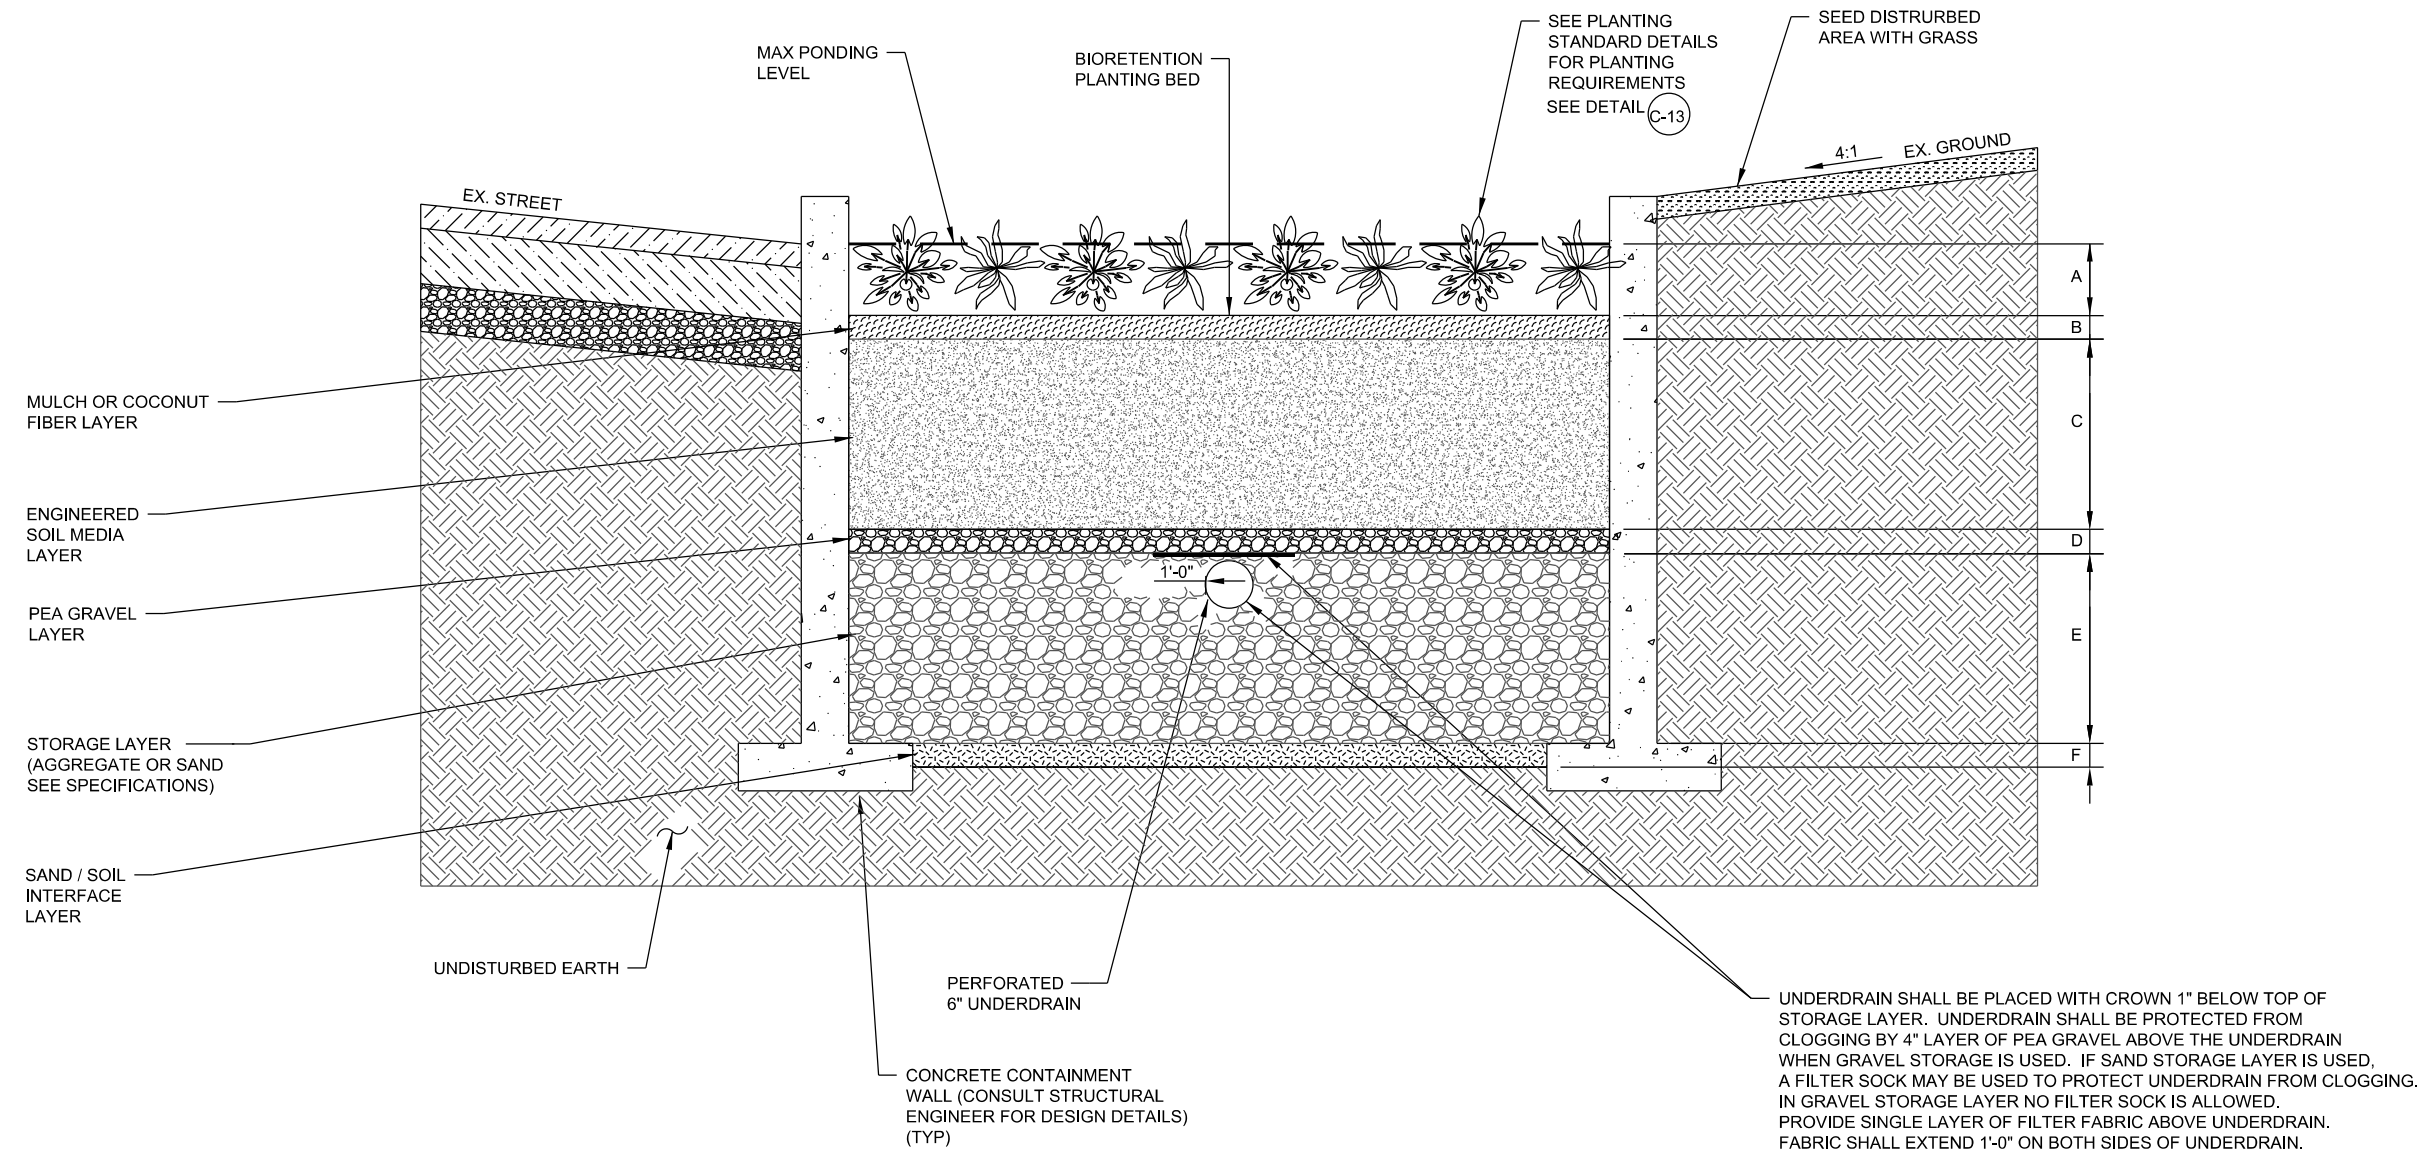 MAX PONDING
LEVEL
BIORETENTION
PLANTING BED
SEE PLANTING
STANDARD DETAILS
FOR PLANTING
REQUIREMENTS
SEE DETAIL
C-13
SEED DISTRURBED
AREA WITH GRASS
EX. STREET
4:1
EX. GROUND
A
B
C
D
E
F
MULCH OR COCONUT
FIBER LAYER
ENGINEERED
SOIL MEDIA
LAYER
PEA GRAVEL
LAYER
1'-0"
STORAGE LAYER
(AGGREGATE OR SAND
SEE SPECIFICATIONS)
SAND / SOIL
INTERFACE
LAYER
UNDISTURBED EARTH
PERFORATED
6" UNDERDRAIN
CONCRETE CONTAINMENT
WALL (CONSULT STRUCTURAL
ENGINEER FOR DESIGN DETAILS)
(TYP)
UNDERDRAIN SHALL BE PLACED WITH CROWN 1" BELOW TOP OF
STORAGE LAYER. UNDERDRAIN SHALL BE PROTECTED FROM
CLOGGING BY 4" LAYER OF PEA GRAVEL ABOVE THE UNDERDRAIN
WHEN GRAVEL STORAGE IS USED. IF SAND STORAGE LAYER IS USED,
A FILTER SOCK MAY BE USED TO PROTECT UNDERDRAIN FROM CLOGGING.
IN GRAVEL STORAGE LAYER NO FILTER SOCK IS ALLOWED.
PROVIDE SINGLE LAYER OF FILTER FABRIC ABOVE UNDERDRAIN.
FABRIC SHALL EXTEND 1'-0" ON BOTH SIDES OF UNDERDRAIN.